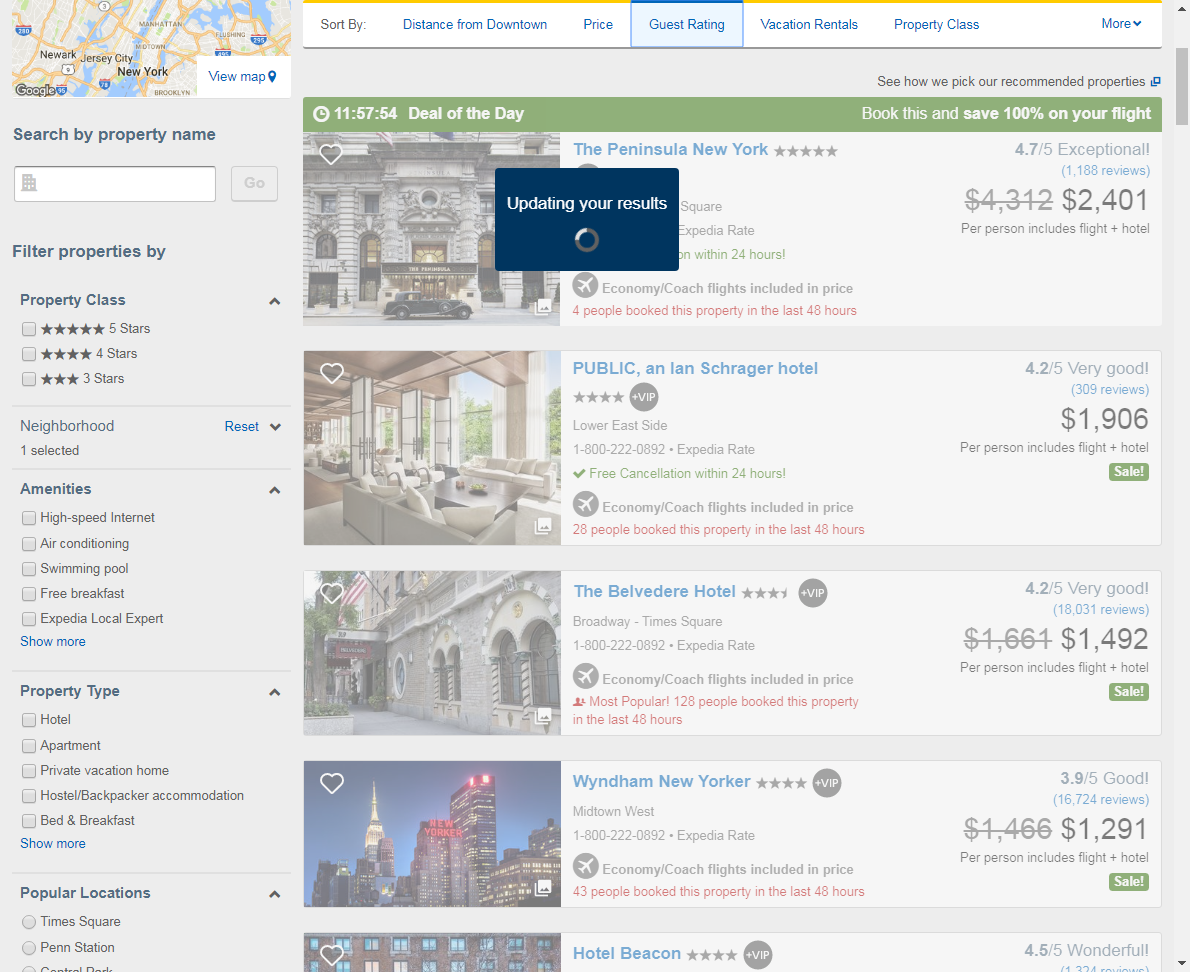 MANHATTAN
FLUSHING
Newark
Jersey City
MIDTOWN
New York
BROOKLYN
Google
View map
Search by property name
Go
Filter properties by
Property Class
5 Stars
4 Stars
3 Stars
Neighborhood Reset
1 selected
Amenities
High-speed Internet
Air conditioning
Swimming pool
Free breakfast
Expedia Local Expert
Show more
Property Type
Hotel
Apartment
Private vacation home
Hostel/Backpacker accommodation
Bed & Breakfast
Show more
Popular Locations
Times Square
Penn Station
Central Park
Sort By: Distance from Downtown Price Guest Rating Vacation Rentals Property Class More
See how we pick our recommended properties
11:57:54 Deal of the Day Book this and save 100% on your flight
The Peninsula New York 4.7/5 Exceptional!
(1,188 reviews)
Updating your results
Square
$4,312 $2,401
Expedia Rate
Per person includes flight + hotel
on within 24 hours!
THE PENINSULA
Economy/Coach flights included in price
4 people booked this property in the last 48 hours
PUBLIC, an Ian Schrager hotel 4.2/5 Very good!
+VIP (309 reviews)
Lower East Side $1,906
1-800-222-0892 • Expedia Rate Per person includes flight + hotel
Free Cancellation within 24 hours! Sale!
Economy/Coach flights included in price
28 people booked this property in the last 48 hours
The Belvedere Hotel +VIP 4.2/5 Very good!
(18,031 reviews)
Broadway - Times Square $1,661 $1,492
1-800-222-0892 • Expedia Rate
Per person includes flight + hotel
Economy/Coach flights included in price Sale!
Most Popular! 128 people booked this property
in the last 48 hours
Wyndham New Yorker +VIP 3.9/5 Good!
(16,724 reviews)
NEW
YORKER
Midtown West $1,466 $1,291
1-800-222-0892 • Expedia Rate
Per person includes flight + hotel
Economy/Coach flights included in price Sale!
43 people booked this property in the last 48 hours
Hotel Beacon +VIP 4.5/5 Wonderful!
(1,324 reviews)